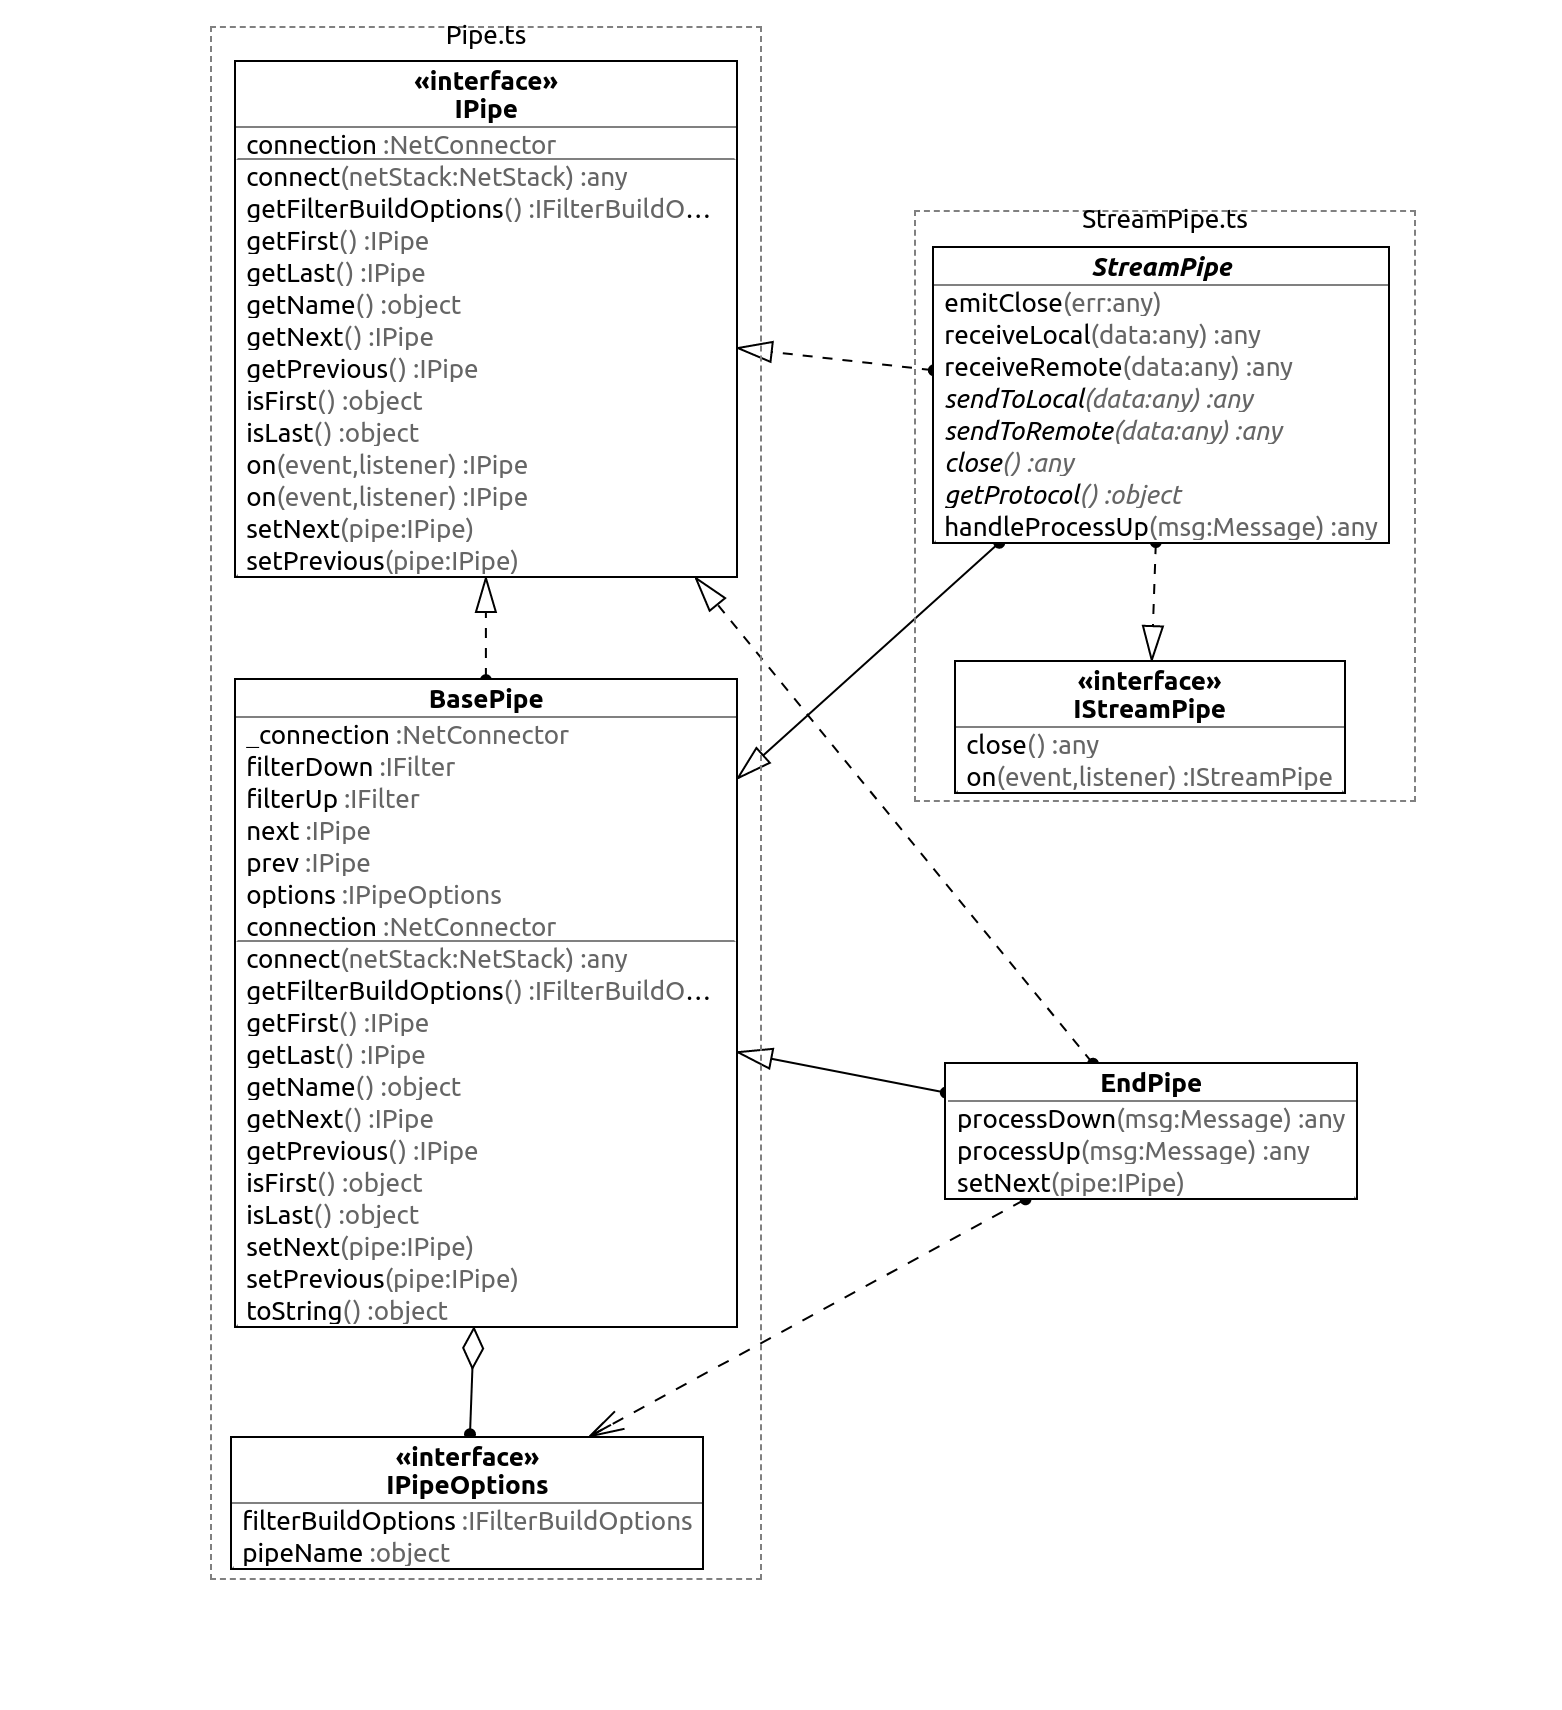 Pipe.ts
«interface»
IPipe
connection :NetConnector
connect(netStack:NetStack) :any
getFilterBuildOptions() :IFilterBuildO...
getFirst() :IPipe
getLast() :IPipe
getName() :object
getNext() :IPipe
getPrevious() :IPipe
isFirst() :object
isLast() :object
on(event,listener) :IPipe
on(event,listener) :IPipe
setNext(pipe:IPipe)
setPrevious(pipe:IPipe)
BasePipe
_connection :NetConnector
filterDown :IFilter
filterUp :IFilter
next :IPipe
prev :IPipe
options :IPipeOptions
connection :NetConnector
connect(netStack:NetStack) :any
getFilterBuildOptions() :IFilterBuildO...
getFirst() :IPipe
getLast() :IPipe
getName() :object
getNext() :IPipe
getPrevious() :IPipe
isFirst() :object
isLast() :object
setNext(pipe:IPipe)
setPrevious(pipe:IPipe)
toString() :object
«interface»
IPipeOptions
filterBuildOptions :IFilterBuildOptions
pipeName :object
StreamPipe.ts
StreamPipe
emitClose(err:any)
receiveLocal(data:any) :any
receiveRemote(data:any) :any
sendToLocal(data:any) :any
sendToRemote(data:any) :any
close() :any
getProtocol() :object
handleProcessUp(msg:Message) :any
«interface»
IStreamPipe
close() :any
on(event,listener) :IStreamPipe
EndPipe
processDown(msg:Message) :any
processUp(msg:Message) :any
setNext(pipe:IPipe)